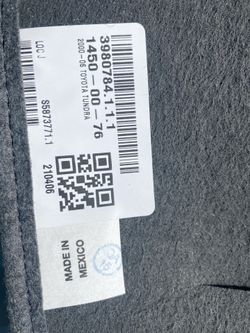 3980784.1.1.1
1450-00-76
2000-06 TOYOTA TUNDRA
LOC J
S5873771.1
210406
MADE IN
MEXICO